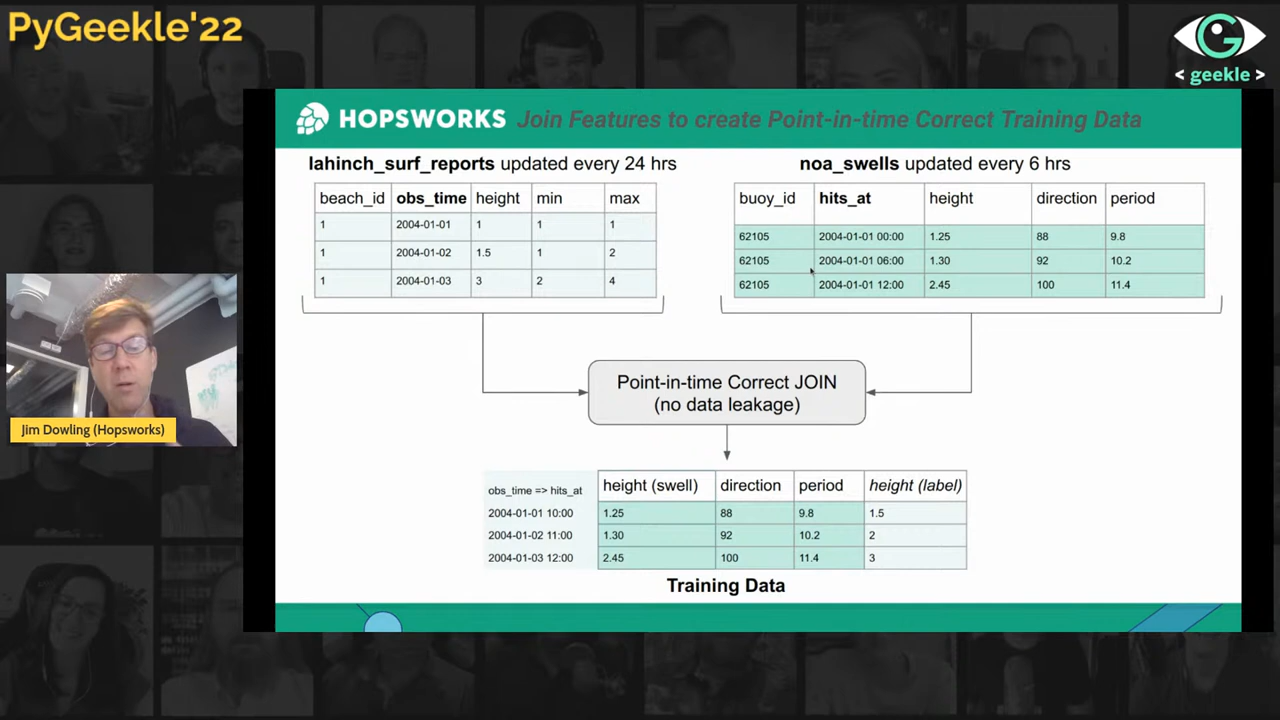 PyGeekle'22
< geekle >
HOPSWORKS Join Features to create Point-in-time Correct Training Data
lahinch_surf_reports updated every 24 hrs
beach_id obs_time height min max
1 2004-01-01 1 1 1
1 2004-01-02 1.5 1 2
1 2004-01-03 3 2 4
noa_swells updated every 6 hrs
buoy_id hits_at height direction period
62105 2004-01-01 00:00 1.25 88 9.8
62105 2004-01-01 06:00 1.30 92 10.2
62105 2004-01-01 12:00 2.45 100 11.4
Jim Dowling (Hopsworks)
Point-in-time Correct JOIN
(no data leakage)
obs_time => hits_at height (swell) direction period height (label)
2004-01-01 10:00 1.25 88 9.8 1.5
2004-01-02 11:00 1.30 92 10.2 2
2004-01-03 12:00 2.45 100 11.4 3
Training Data